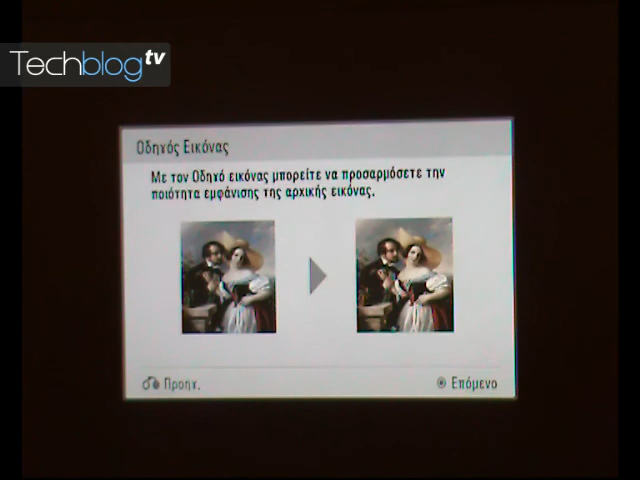 Techblog tv
Οδηγός Εικόνας
Με τον Οδηγό εικόνας μπορείτε να προσαρμόσετε την
ποιότητα εμφάνισης της αρχικής εικόνας.
Προηγ.
Επόμενο